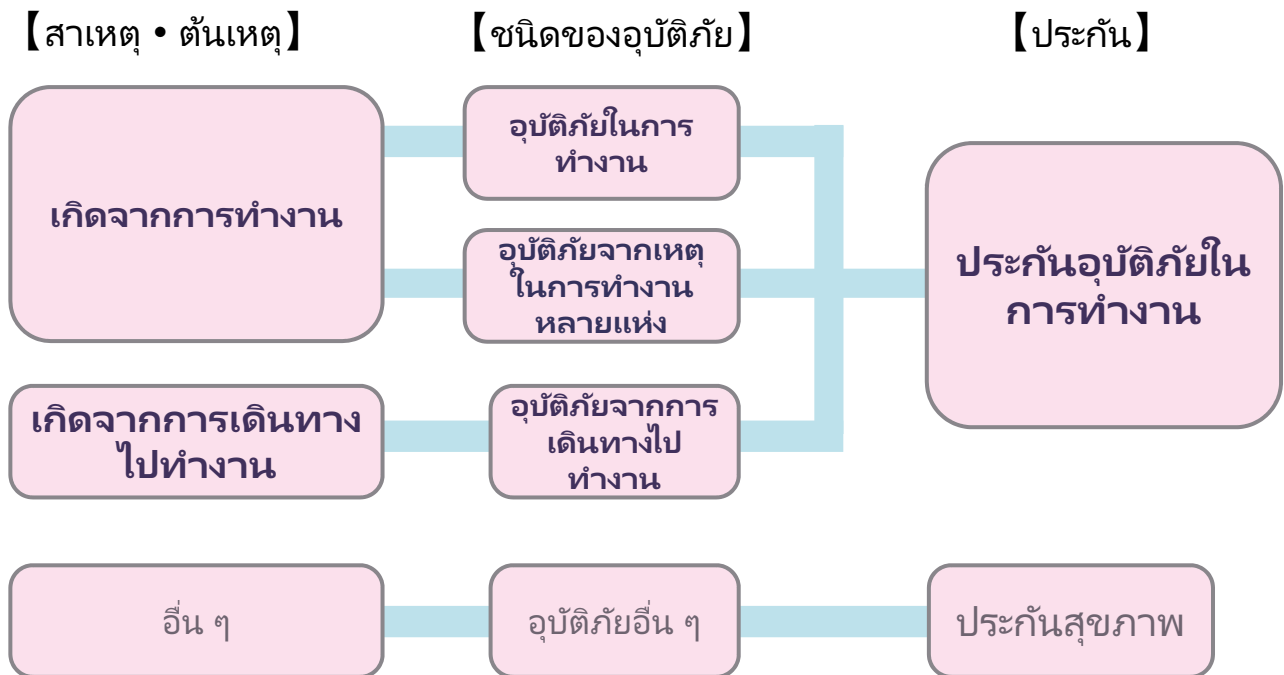 【สาเหตุ • ต้นเหตุ】
【ชนิดของอุบัติภัย】
【ประกัน】
เกิดจากการทำงาน
อุบัติภัยในการ
ทำงาน
อุบัติภัยจากเหตุ
ในการทำงาน
หลายแห่ง
ประกันอุบัติภัยใน
การทำงาน
เกิดจากการเดินทาง
ไปทำงาน
อุบัติภัยจากการ
เดินทางไป
ทำงาน
อื่น ๆ
อุบัติภัยอื่น ๆ
ประกันสุขภาพ